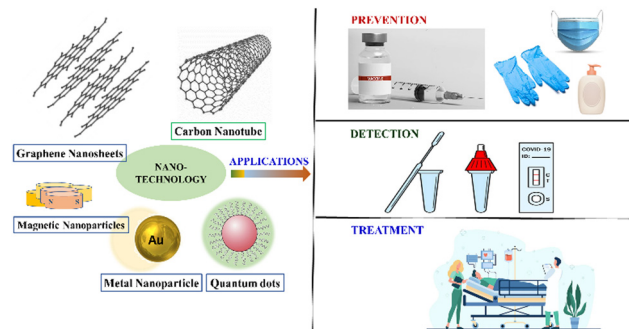 Graphene Nanosheets
Carbon Nanotube
NANO-
TECHNOLOGY
APPLICATIONS
N S
Magnetic Nanoparticles
Au
Metal Nanoparticle
Quantum dots
PREVENTION
DETECTION
COVID-19
ID:
C
T
S
TREATMENT